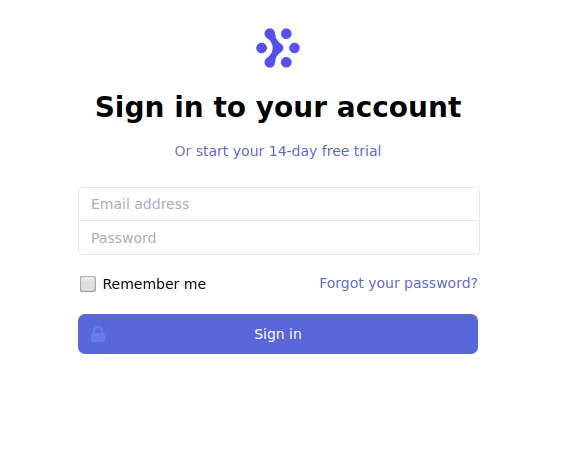 Sign in to your account
Or start your 14-day free trial
Email address
Password
Remember me
Forgot your password?
Sign in